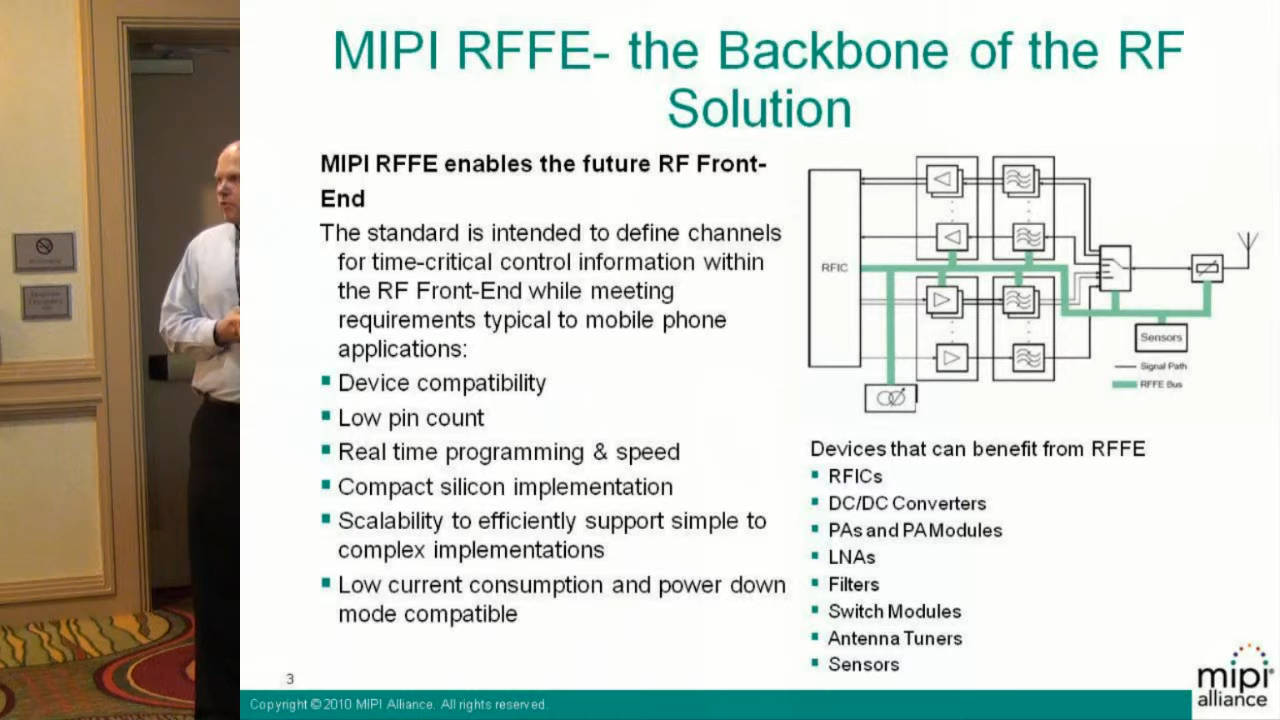 MIPI RFFE- the Backbone of the RF
Solution
MIPI RFFE enables the future RF Front-
End
The standard is intended to define channels
for time-critical control information within
the RF Front-End while meeting
requirements typical to mobile phone
applications:
Device compatibility
Low pin count
Real time programming & speed
Compact silicon implementation
Scalability to efficiently support simple to
complex implementations
Low current consumption and power down
mode compatible
RFIC
Sensors
Signal Path
RFFE Bus
Devices that can benefit from RFFE
RFICs
DC/DC Converters
PAs and PA Modules
LNAs
Filters
Switch Modules
Antenna Tuners
Sensors
3
Copyright © 2010 MIPI Alliance. All rights reserved.
mipi
alliance